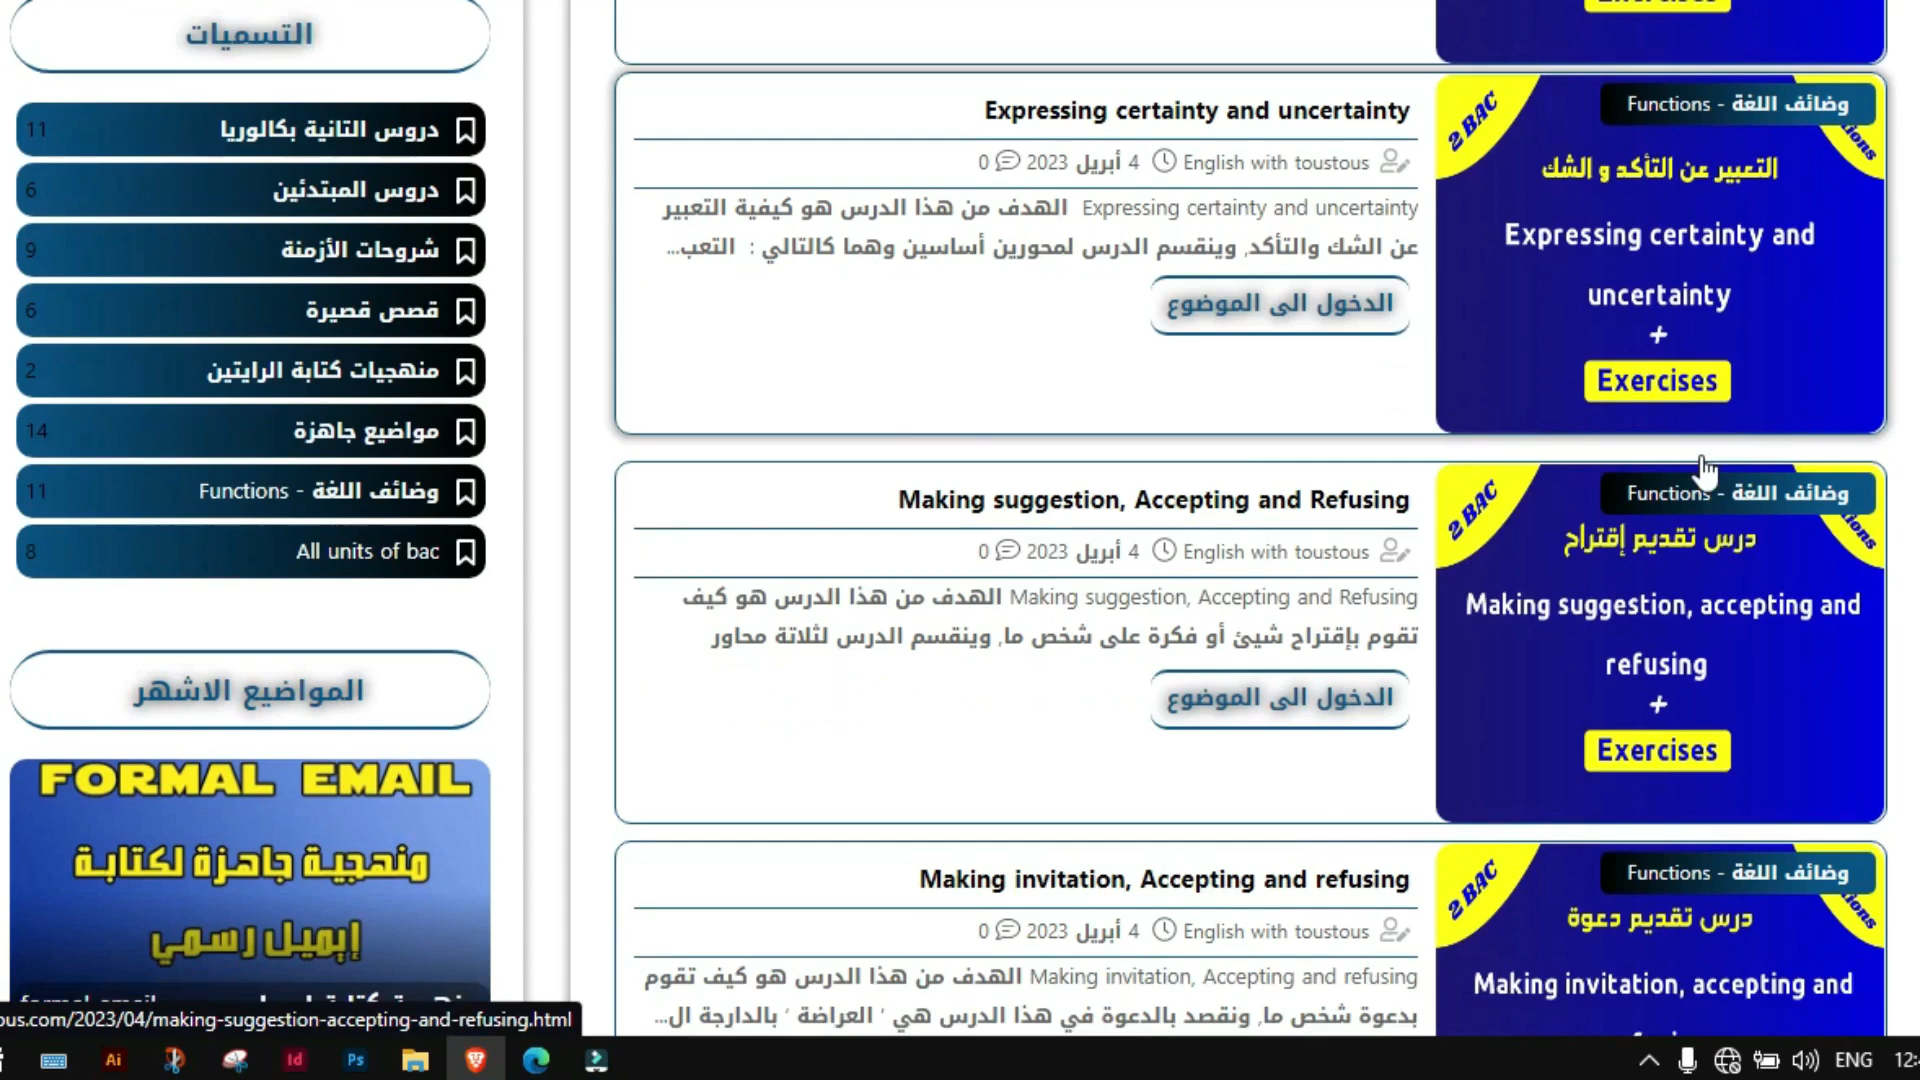 التسميات
دروس الثانية بكالوريا 11
دروس المبتدئين 6
شروحات الأزمنة 9
قصص قصيرة 6
منهجيات كتابة الرايتين 2
مواضيع جاهزة 14
وظائف اللغة - Functions 11
All units of bac 8
المواضيع الاشهر
FORMAL EMAIL
منهجية جاهزة لكتابة
إيميل رسمي
ous.com/2023/04/making-suggestion-accepting-and-refusing.html
Expressing certainty and uncertainty
English with toustous 4 أبريل 2023 0
Expressing certainty and uncertainty الهدف من هذا الدرس هو كيفية التعبير
عن الشك والتأكد, وينقسم الدرس لمحورين أساسين وهما كالتالي : التعب...
الدخول الى الموضوع
وظائف اللغة - Functions
2 BAC
التعبير عن التأكد و الشك
Expressing certainty and
uncertainty
+
Exercises
Making suggestion, Accepting and Refusing
English with toustous 4 أبريل 2023 0
Making suggestion, Accepting and Refusing الهدف من هذا الدرس هو كيف
تقوم بإقتراح شيئ أو فكرة على شخص ما, وينقسم الدرس لثلاثة محاور
الدخول الى الموضوع
وظائف اللغة - Functions
2 BAC
درس تقديم إقتراح
Making suggestion, accepting and
refusing
+
Exercises
Making invitation, Accepting and refusing
English with toustous 4 أبريل 2023 0
Making invitation, Accepting and refusing الهدف من هذا الدرس هو كيف تقوم
بدعوة شخص ما, ونقصد بالدعوة في هذا الدرس هي ' العراضة ' بالدارجة ال...
وظائف اللغة - Functions
2 BAC
درس تقديم دعوة
Making invitation, accepting and
Ai
Id
Ps
ENG